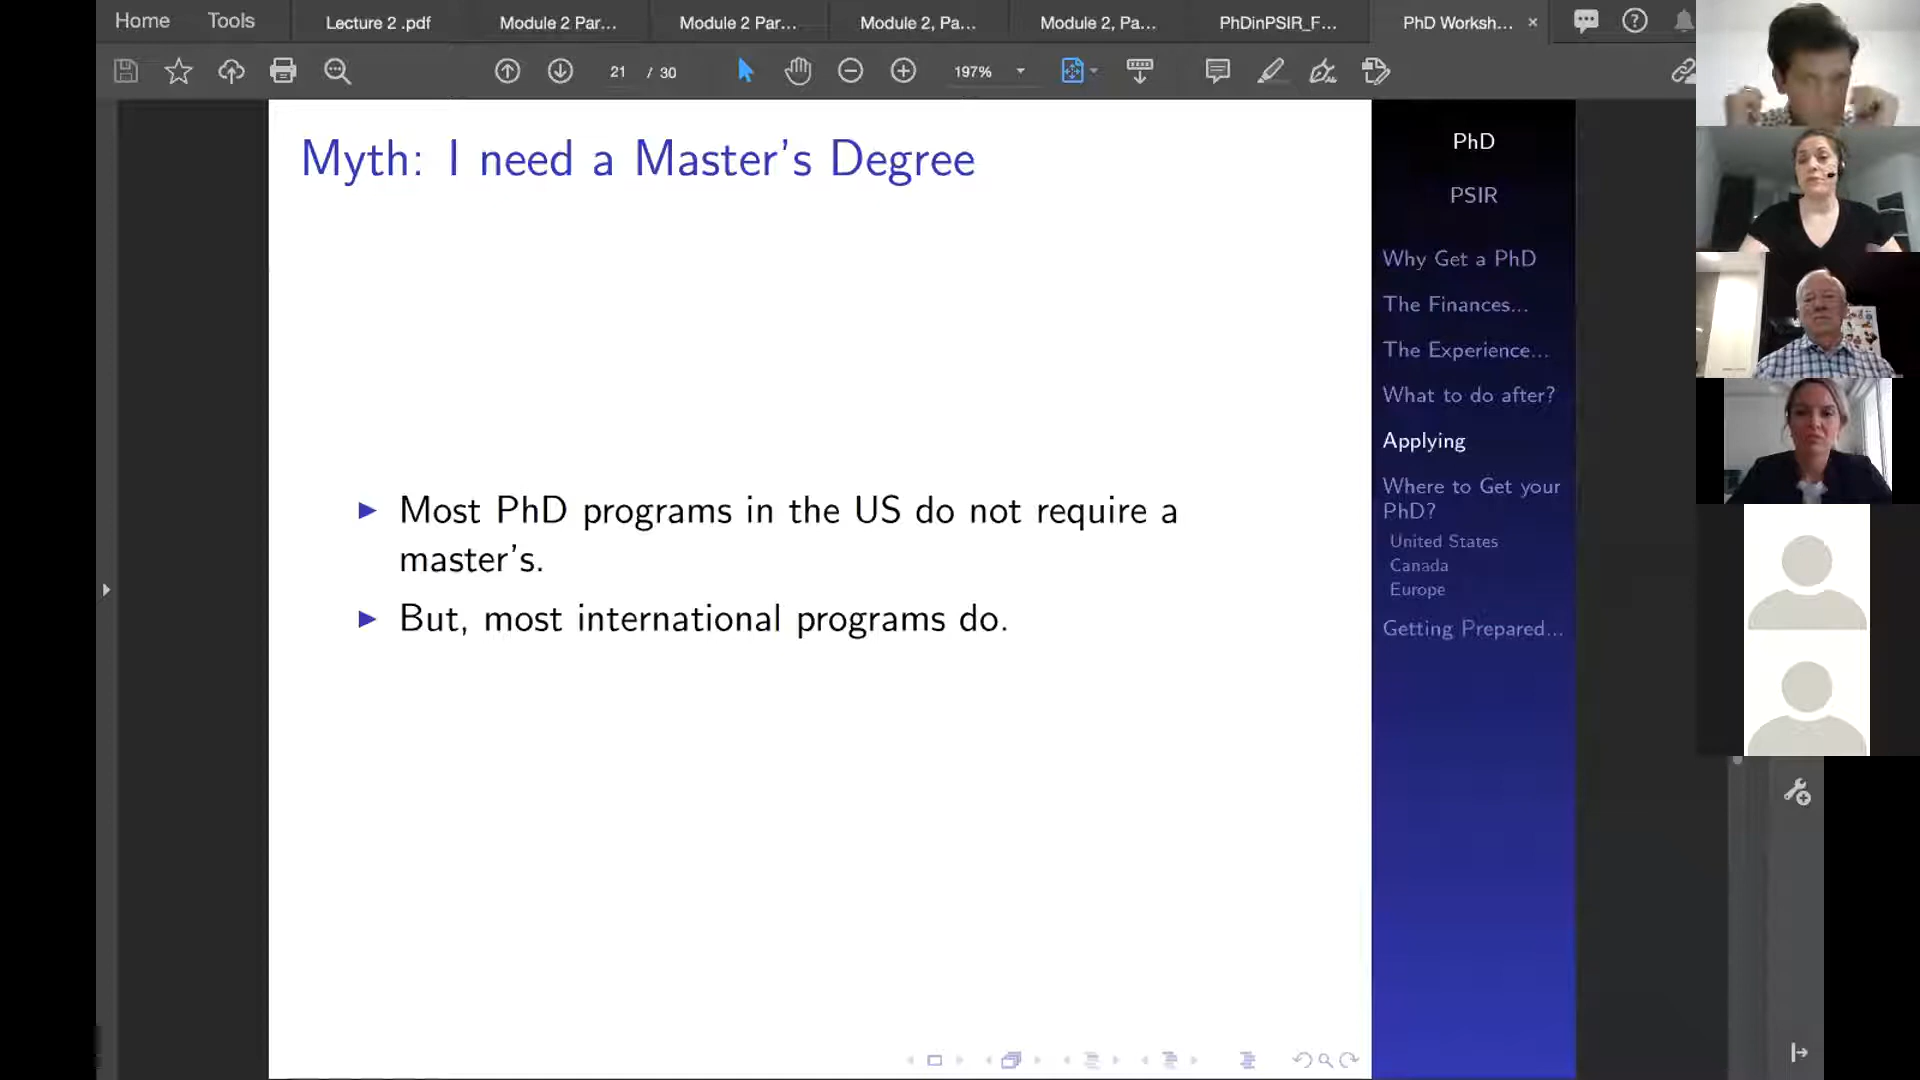 Home Tools Lecture 2 .pdf Module 2 Par... Module 2 Par... Module 2, Pa... Module 2, Pa... PhDinPSIR_F... PhD Worksh... ×
21 / 30 197%
Myth: I need a Master's Degree
Most PhD programs in the US do not require a
master's.
But, most international programs do.
PhD
PSIR
Why Get a PhD
The Finances...
The Experience...
What to do after?
Applying
Where to Get your
PhD?
United States
Canada
Europe
Getting Prepared...